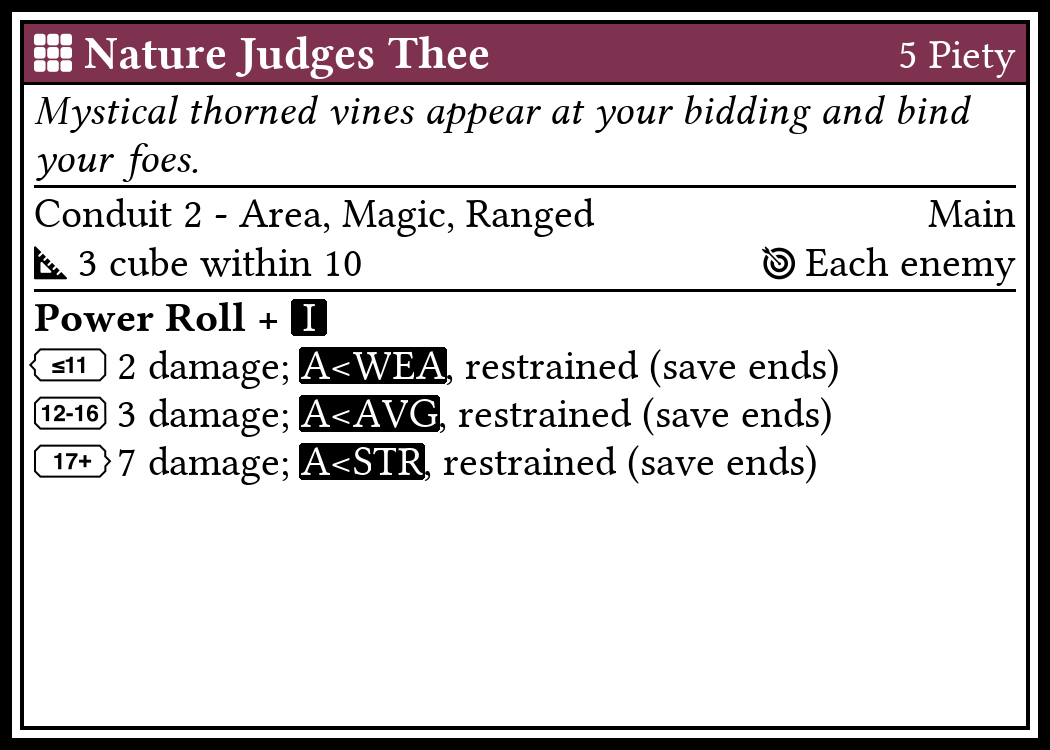 Nature Judges Thee 5 Piety
Mystical thorned vines appear at your bidding and bind
your foes.
Conduit 2 - Area, Magic, Ranged Main
3 cube within 10 Each enemy
Power Roll + I
≤11 2 damage; A<WEA, restrained (save ends)
12-16 3 damage; A<AVG, restrained (save ends)
17+ 7 damage; A<STR, restrained (save ends)